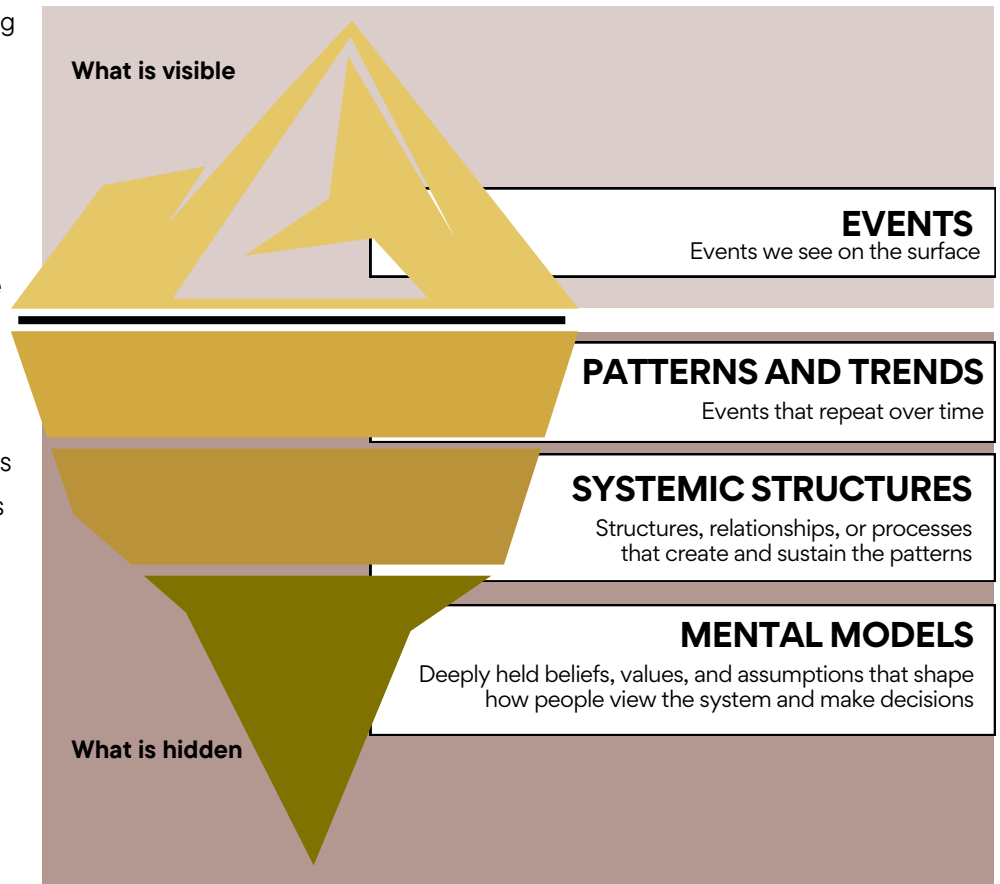 g
What is visible
EVENTS
Events we see on the surface
PATTERNS AND TRENDS
Events that repeat over time
s
SYSTEMIC STRUCTURES
s
Structures, relationships, or processes
that create and sustain the patterns
MENTAL MODELS
Deeply held beliefs, values, and assumptions that shape
how people view the system and make decisions
What is hidden